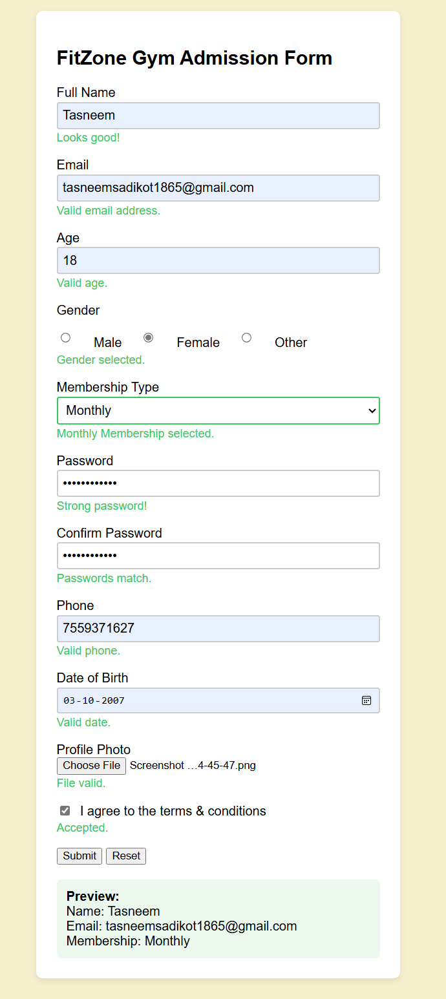 FitZone Gym Admission Form
Full Name
Tasneem
Looks good!
Email
tasneemsadikot1865@gmail.com
Valid email address.
Age
18
Valid age.
Gender
Male Female Other
Gender selected.
Membership Type
Monthly
Monthly Membership selected.
Password
••••••••••••
Strong password!
Confirm Password
••••••••••••
Passwords match.
Phone
7559371627
Valid phone.
Date of Birth
03-10-2007
Valid date.
Profile Photo
Choose File Screenshot ...4-45-47.png
File valid.
I agree to the terms & conditions
Accepted.
Submit Reset
Preview:
Name: Tasneem
Email: tasneemsadikot1865@gmail.com
Membership: Monthly